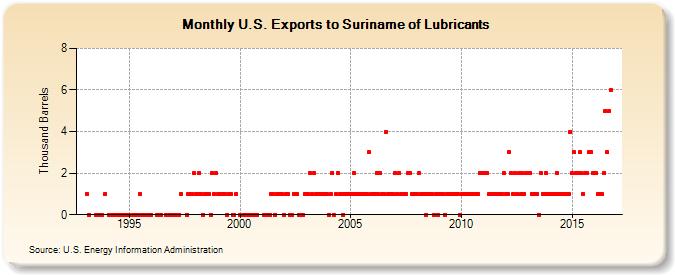 Monthly U.S. Exports to Suriname of Lubricants
Thousand Barrels
8
6
4
2
0
1995 2000 2005 2010 2015
Source: U.S. Energy Information Administration